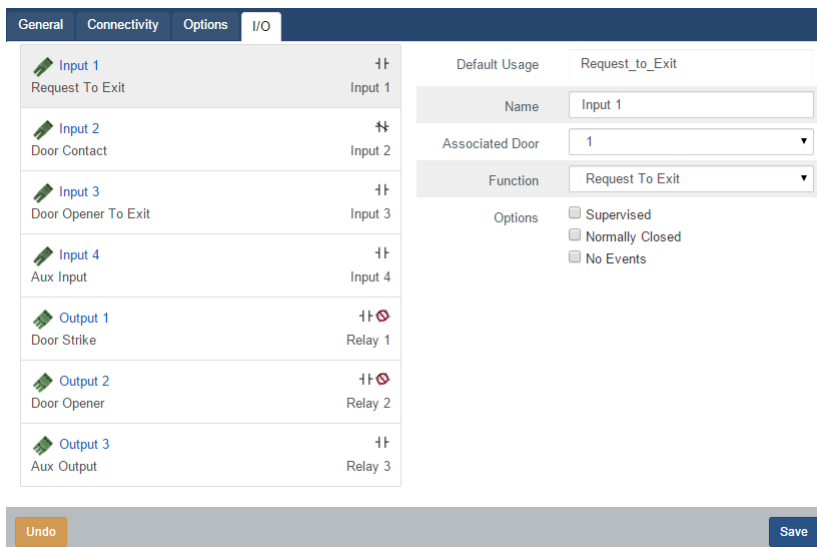 General Connectivity Options I/O
Input 1
Request To Exit Input 1
Input 2
Door Contact Input 2
Input 3
Door Opener To Exit Input 3
Input 4
Aux Input Input 4
Output 1
Door Strike Relay 1
Output 2
Door Opener Relay 2
Output 3
Aux Output Relay 3
Default Usage Request_to_Exit
Name Input 1
Associated Door 1
Function Request To Exit
Options Supervised
Normally Closed
No Events
Undo Save